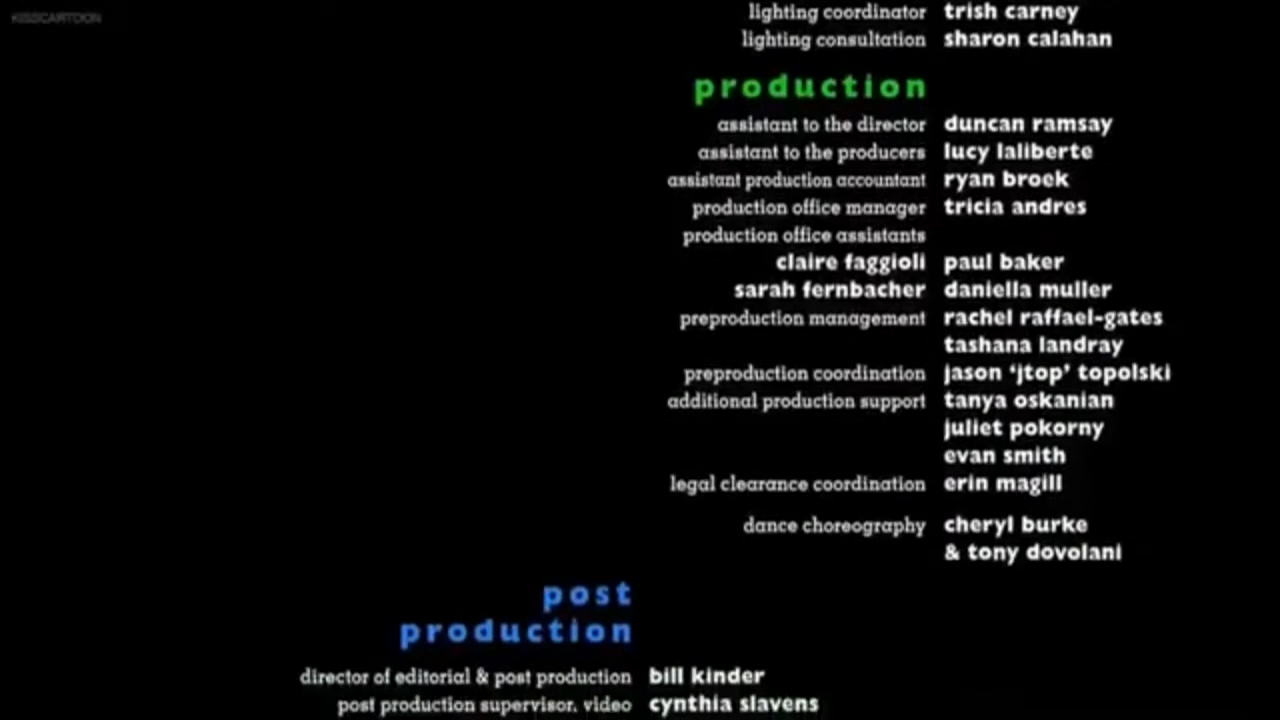 KISSCARTOON
lighting coordinator trish carney
lighting consultation sharon calahan
production
assistant to the director duncan ramsay
assistant to the producers lucy laliberte
assistant production accountant ryan broek
production office manager tricia andres
production office assistants
claire faggioli paul baker
sarah fernbacher daniella muller
preproduction management rachel raffael-gates
tashana landray
preproduction coordination jason ‘jtop’ topolski
additional production support tanya oskanian
juliet pokorny
evan smith
legal clearance coordination erin magill
dance choreography cheryl burke
& tony dovolani
post
production
director of editorial & post production bill kinder
post production supervisor, video cynthia slavens